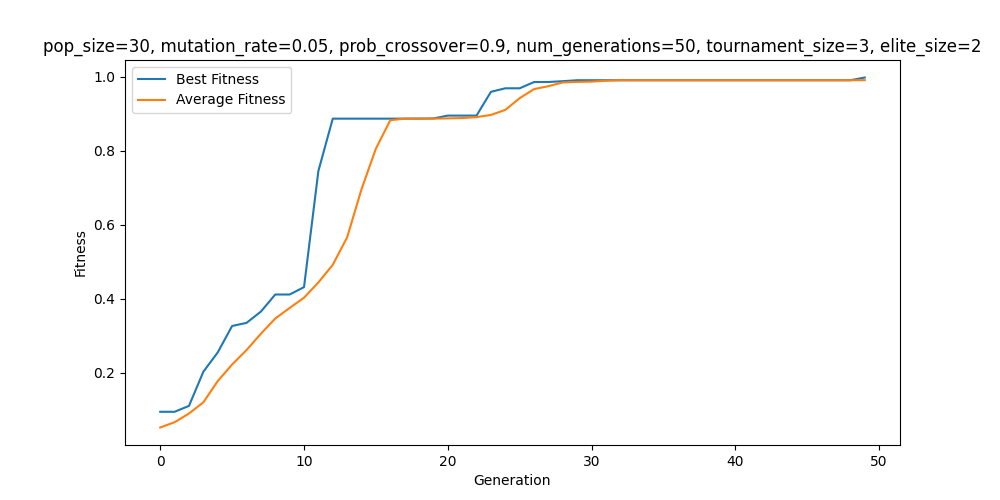 pop_size=30, mutation_rate=0.05, prob_crossover=0.9, num_generations=50, tournament_size=3, elite_size=2
Best Fitness
Average Fitness
1.0
0.8
0.6
0.4
0.2
Fitness
0 10 20 30 40 50
Generation